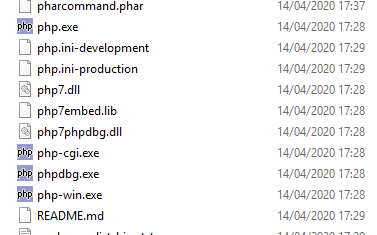 pharcommand.phar 14/04/2020 17:37
php php.exe 14/04/2020 17:28
php.ini-development 14/04/2020 17:29
php.ini-production 14/04/2020 17:29
php7.dll 14/04/2020 17:28
php7embed.lib 14/04/2020 17:28
php7phpdbg.dll 14/04/2020 17:28
php php-cgi.exe 14/04/2020 17:28
php phpdbg.exe 14/04/2020 17:28
php php-win.exe 14/04/2020 17:28
README.md 14/04/2020 17:29